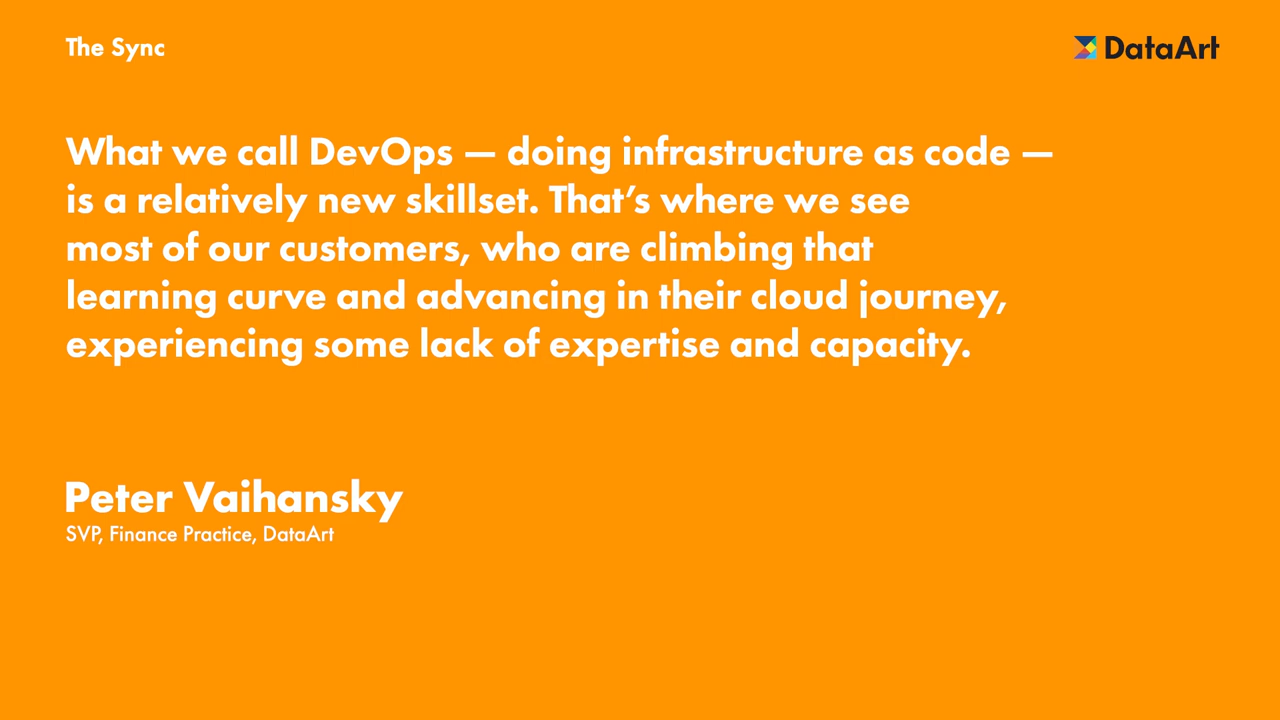 The Sync
DataArt
What we call DevOps — doing infrastructure as code —
is a relatively new skillset. That’s where we see
most of our customers, who are climbing that
learning curve and advancing in their cloud journey,
experiencing some lack of expertise and capacity.
Peter Vaihansky
SVP, Finance Practice, DataArt